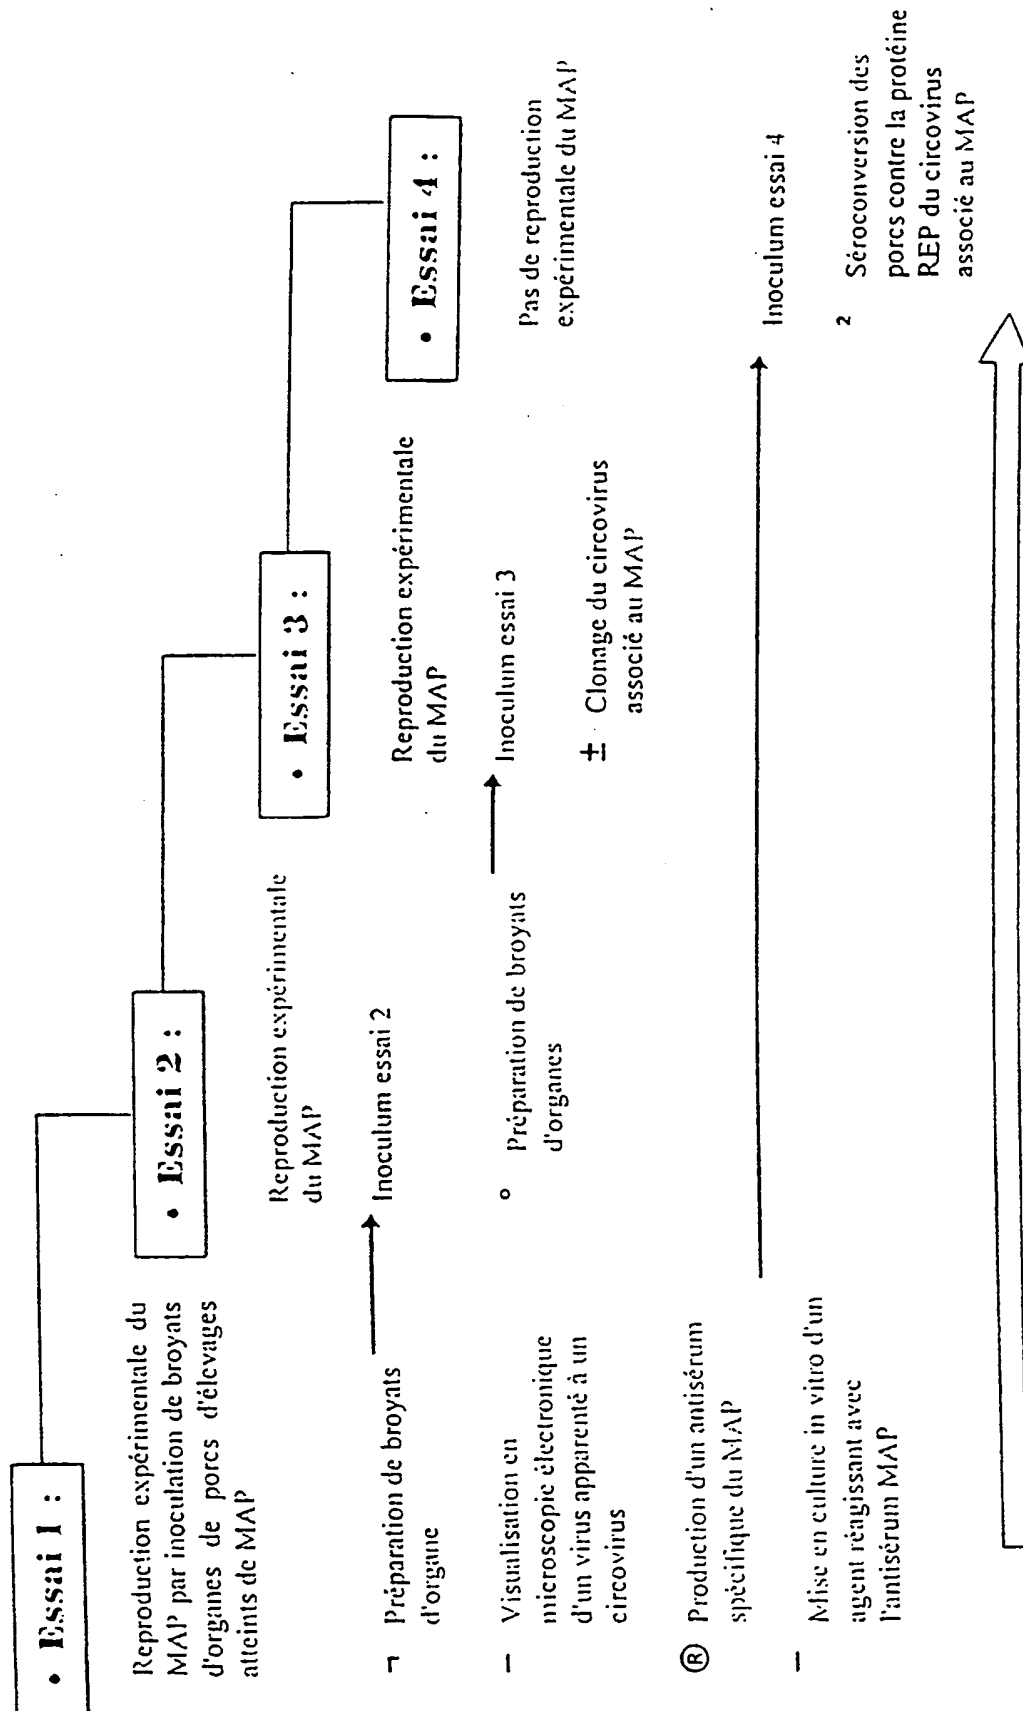 • Essai 1 :
Reproduction expérimentale du
MAP par inoculation de broyats
d'organes de porcs d'élevages
atteints de MAP
¬ Préparation de broyats
d'organe
– Visualisation en
microscopie électronique
d'un virus apparenté à un
circovirus
® Production d'un antisérum
spécifique du MAP
– Mise en culture in vitro d'un
agent réagissant avec
l'antisérum MAP
• Essai 2 :
Reproduction expérimentale
du MAP
Inoculum essai 2
° Préparation de broyats
d'organes
• Essai 3 :
Reproduction expérimentale
du MAP
Inoculum essai 3
± Clonage du circovirus
associé au MAP
• Essai 4 :
Pas de reproduction
expérimentale du MAP
Inoculum essai 4
2 Séroconversion des
porcs contre la protéine
REP du circovirus
associé au MAP